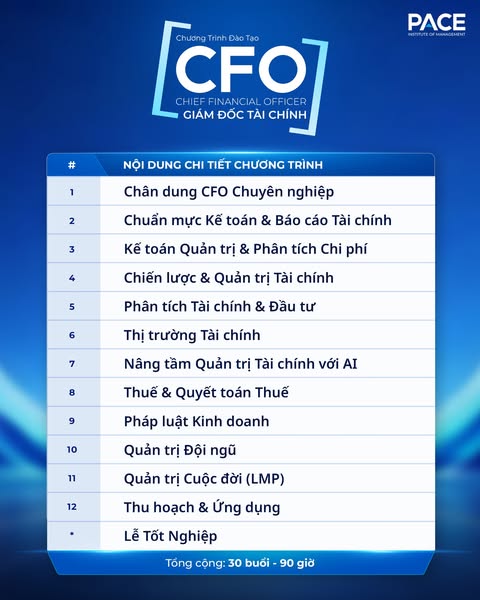 PACE
INSTITUTE OF MANAGEMENT
Chương Trình Đào Tạo
CFO
CHIEF FINANCIAL OFFICER
GIÁM ĐỐC TÀI CHÍNH
# NỘI DUNG CHI TIẾT CHƯƠNG TRÌNH
1 Chân dung CFO Chuyên nghiệp
2 Chuẩn mực Kế toán & Báo cáo Tài chính
3 Kế toán Quản trị & Phân tích Chi phí
4 Chiến lược & Quản trị Tài chính
5 Phân tích Tài chính & Đầu tư
6 Thị trường Tài chính
7 Nâng tầm Quản trị Tài chính với AI
8 Thuế & Quyết toán Thuế
9 Pháp luật Kinh doanh
10 Quản trị Đội ngũ
11 Quản trị Cuộc đời (LMP)
12 Thu hoạch & Ứng dụng
* Lễ Tốt Nghiệp
Tổng cộng: 30 buổi - 90 giờ